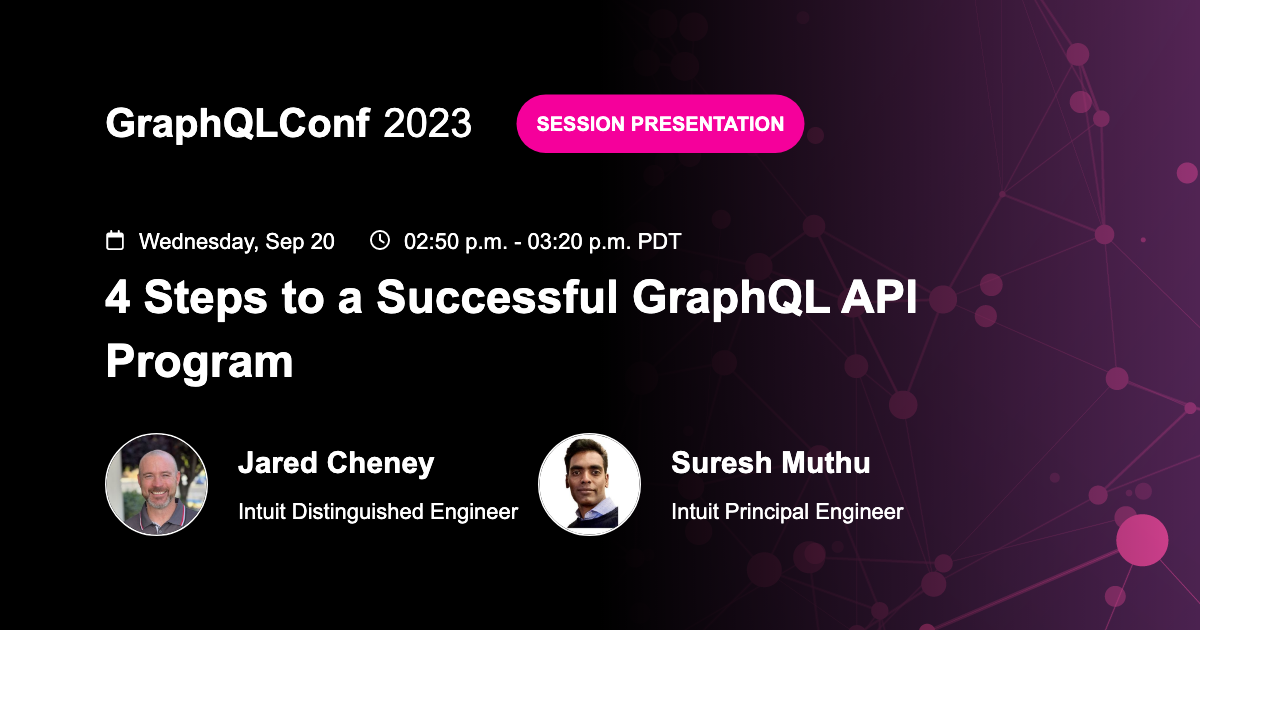 GraphQLConf 2023
SESSION PRESENTATION
Wednesday, Sep 20
02:50 p.m. - 03:20 p.m. PDT
4 Steps to a Successful GraphQL API
Program
Jared Cheney
Intuit Distinguished Engineer
Suresh Muthu
Intuit Principal Engineer